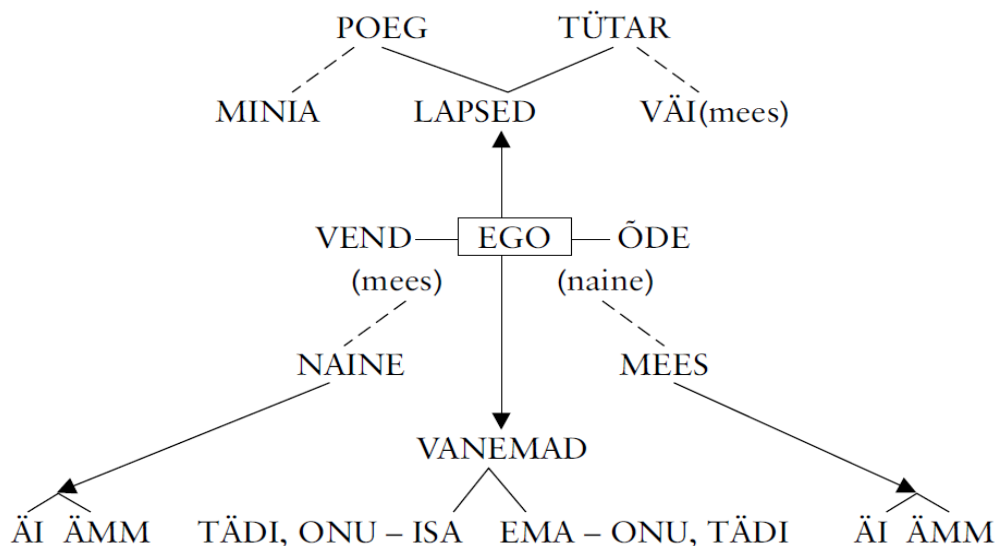 POEG TÜTAR
MINIA LAPSED VÄI(mees)
VEND EGO ÕDE
(mees) (naine)
NAINE MEES
VANEMAD
ÄI ÄMM TÄDI, ONU – ISA EMA – ONU, TÄDI ÄI ÄMM